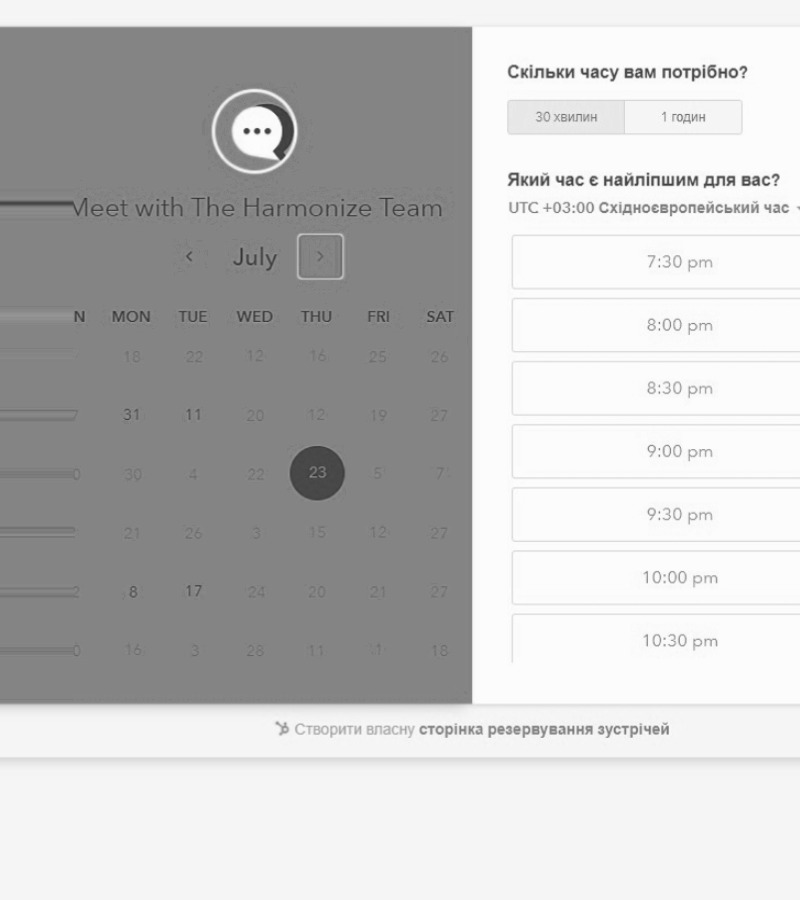 Meet with The Harmonize Team
July
N MON TUE WED THU FRI SAT
18 22 12 16 25 26
31 11 20 12 19 27
0 30 4 22 23 5 7
21 26 3 15 12 27
2 8 17 24 20 21 27
0 16 3 28 11 1 18
Скільки часу вам потрібно?
30 хвилин 1 годин
Який час є найліпшим для вас?
UTC +03:00 Східноєвропейський час
7:30 pm
8:00 pm
8:30 pm
9:00 pm
9:30 pm
10:00 pm
10:30 pm
Створити власну сторінка резервування зустрічей